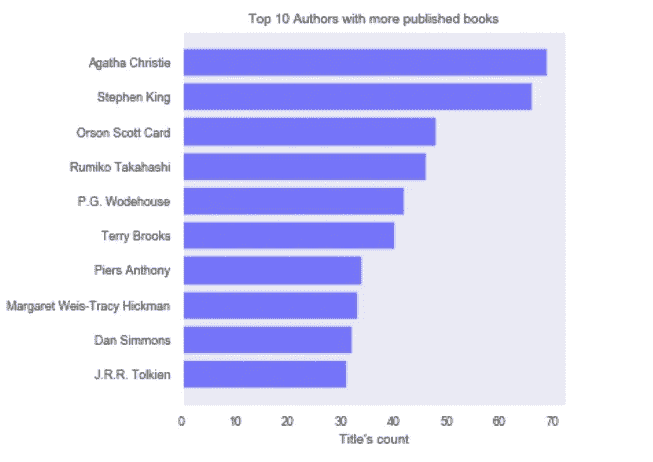 Top 10 Authors with more published books
Agatha Christie
Stephen King
Orson Scott Card
Rumiko Takahashi
P.G. Wodehouse
Terry Brooks
Piers Anthony
Margaret Weis-Tracy Hickman
Dan Simmons
J.R.R. Tolkien
0 10 20 30 40 50 60 70
Title's count